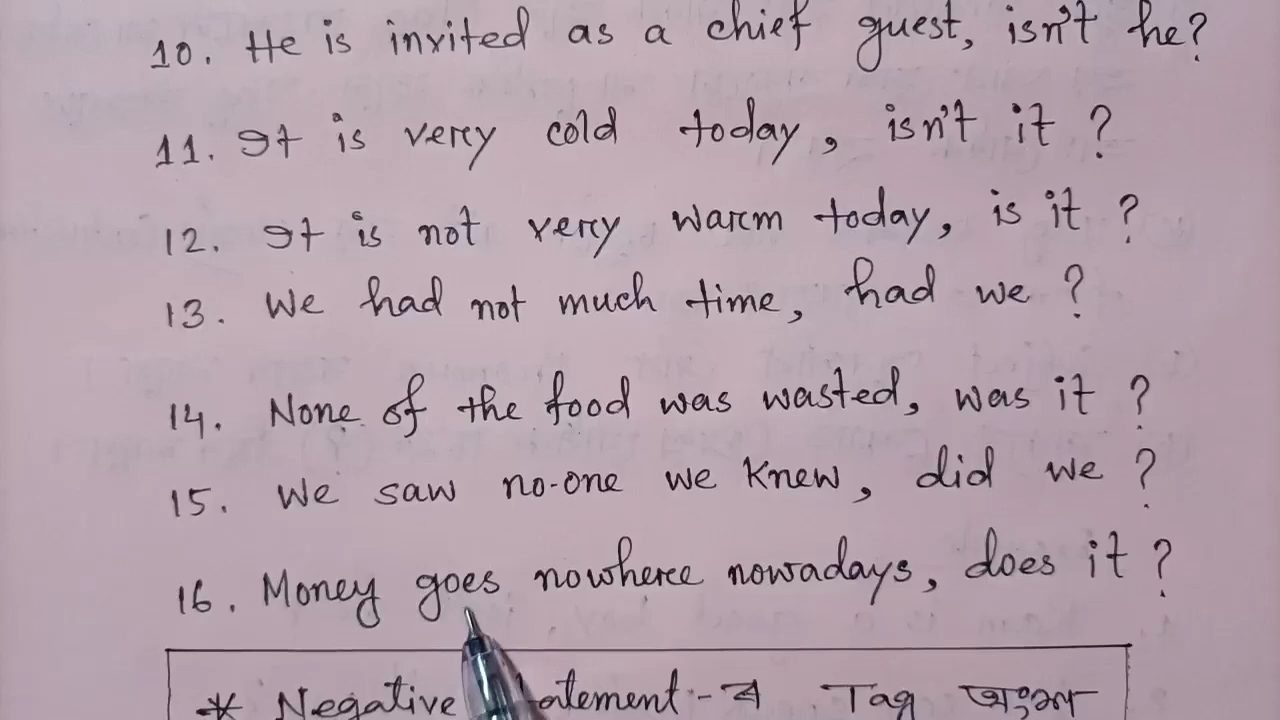 10. He is invited as a chief guest, isn't he?
11. It is very cold today, isn't it?
12. It is not very warm today, is it?
13. We had not much time, had we?
14. None of the food was wasted, was it?
15. We saw no-one we knew, did we?
16. Money goes nowhere nowadays, does it?
* Negative -র Tag অংশে